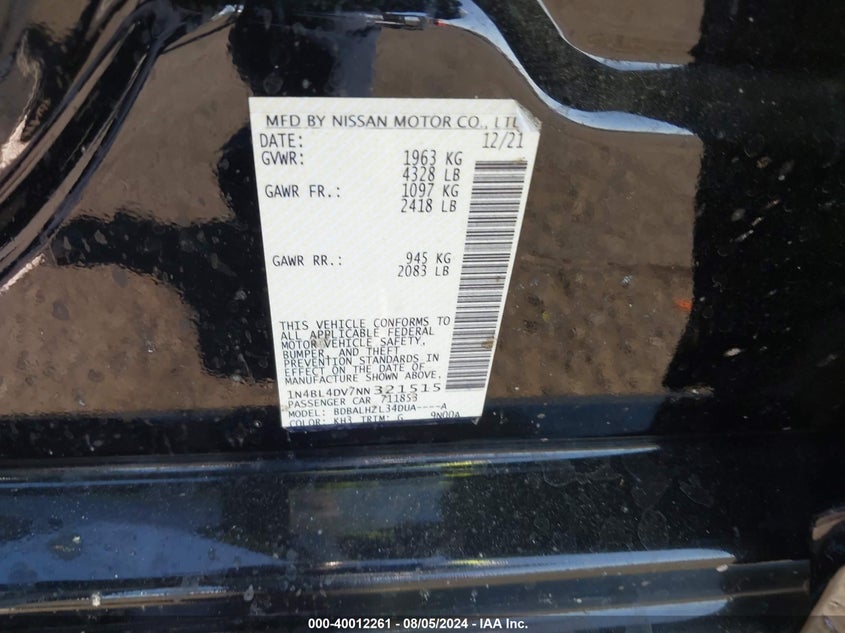 MFD BY NISSAN MOTOR CO., LTD
DATE: 12/21
GVWR: 1963 KG
4328 LB
GAWR FR.: 1097 KG
2418 LB
GAWR RR.: 945 KG
2083 LB
THIS VEHICLE CONFORMS TO
ALL APPLICABLE FEDERAL
MOTOR VEHICLE SAFETY,
BUMPER, AND THEFT
PREVENTION STANDARDS IN
EFFECT ON THE DATE OF
MANUFACTURE SHOWN ABOVE.
1N4BL4DV7NN321515
PASSENGER CAR 711853
MODEL: BDBALHZL34DUA----A
COLOR: KH3 TRIM: G
000-40012261 - 08/05/2024 - IAA Inc.